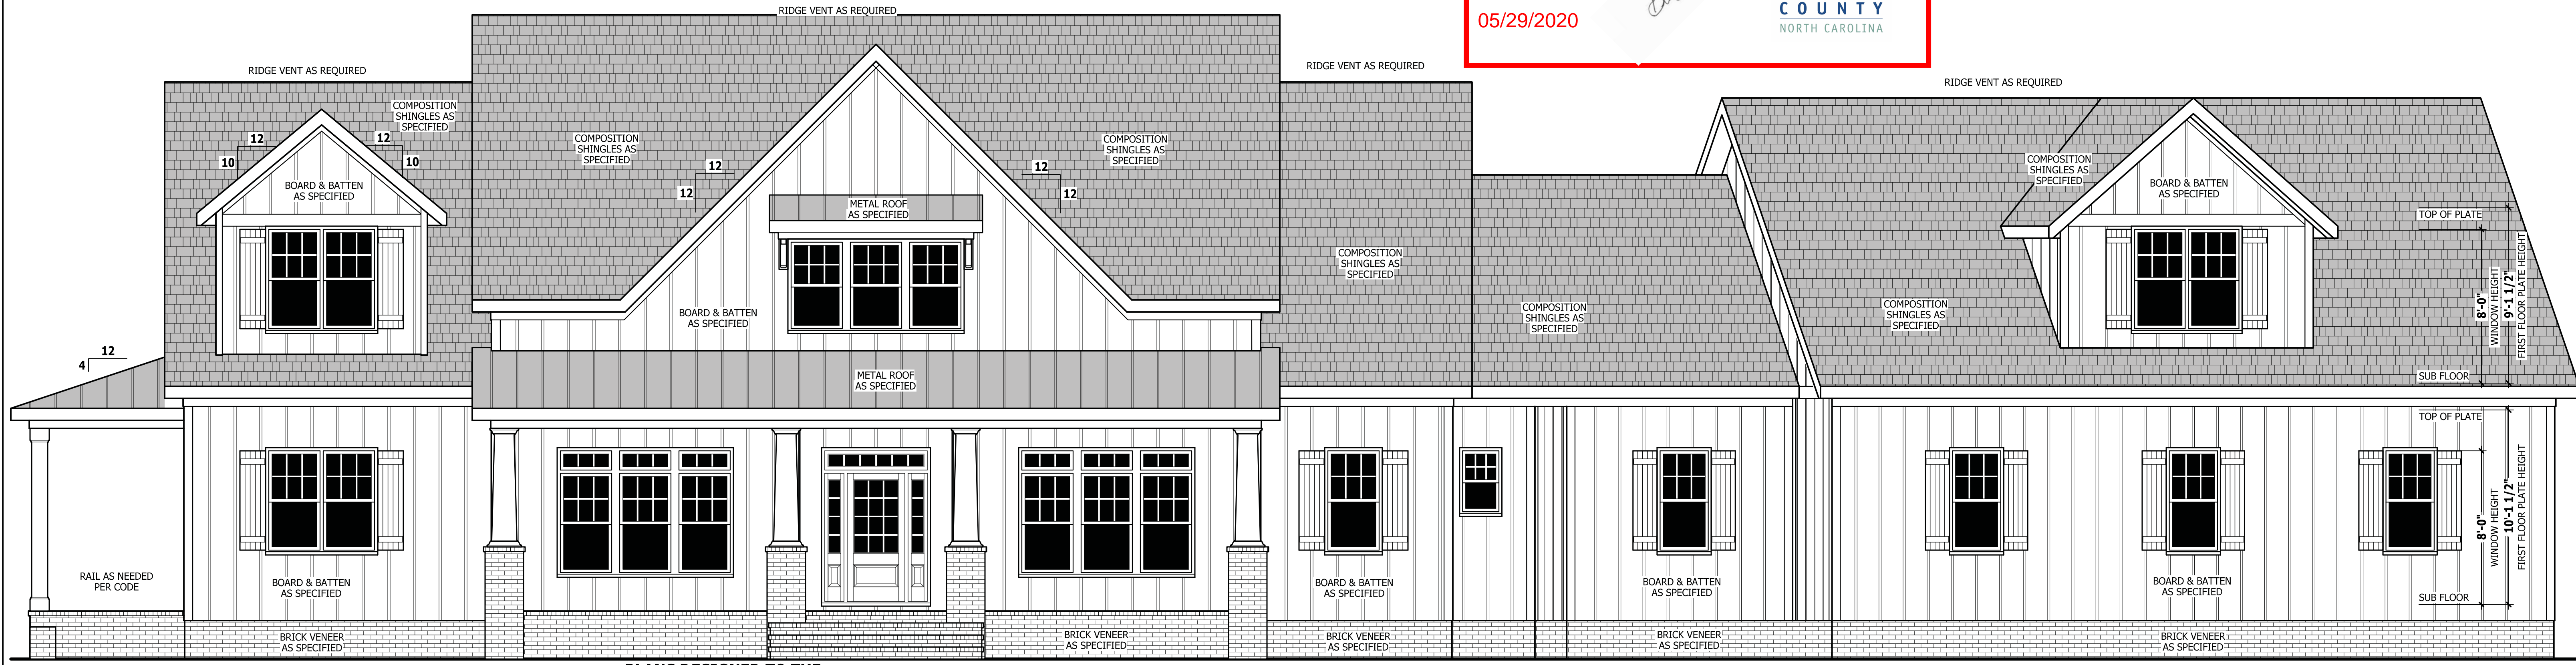 RIDGE VENT AS REQUIRED
05/29/2020
COUNTY
NORTH CAROLINA
RIDGE VENT AS REQUIRED
RIDGE VENT AS REQUIRED
RIDGE VENT AS REQUIRED
COMPOSITION
SHINGLES AS
SPECIFIED
12
10
12
10
BOARD & BATTEN
AS SPECIFIED
COMPOSITION
SHINGLES AS
SPECIFIED
12
12
METAL ROOF
AS SPECIFIED
12
12
COMPOSITION
SHINGLES AS
SPECIFIED
BOARD & BATTEN
AS SPECIFIED
COMPOSITION
SHINGLES AS
SPECIFIED
COMPOSITION
SHINGLES AS
SPECIFIED
COMPOSITION
SHINGLES AS
SPECIFIED
BOARD & BATTEN
AS SPECIFIED
COMPOSITION
SHINGLES AS
SPECIFIED
TOP OF PLATE
8'-0"
WINDOW HEIGHT
9'-1 1/2"
FIRST FLOOR PLATE HEIGHT
SUB FLOOR
12
4
METAL ROOF
AS SPECIFIED
TOP OF PLATE
8'-0"
WINDOW HEIGHT
10'-1 1/2"
FIRST FLOOR PLATE HEIGHT
SUB FLOOR
RAIL AS NEEDED
PER CODE
BOARD & BATTEN
AS SPECIFIED
BOARD & BATTEN
AS SPECIFIED
BOARD & BATTEN
AS SPECIFIED
BOARD & BATTEN
AS SPECIFIED
BRICK VENEER
AS SPECIFIED
BRICK VENEER
AS SPECIFIED
BRICK VENEER
AS SPECIFIED
BRICK VENEER
AS SPECIFIED
BRICK VENEER
AS SPECIFIED
PLANS DESIGNED TO THE